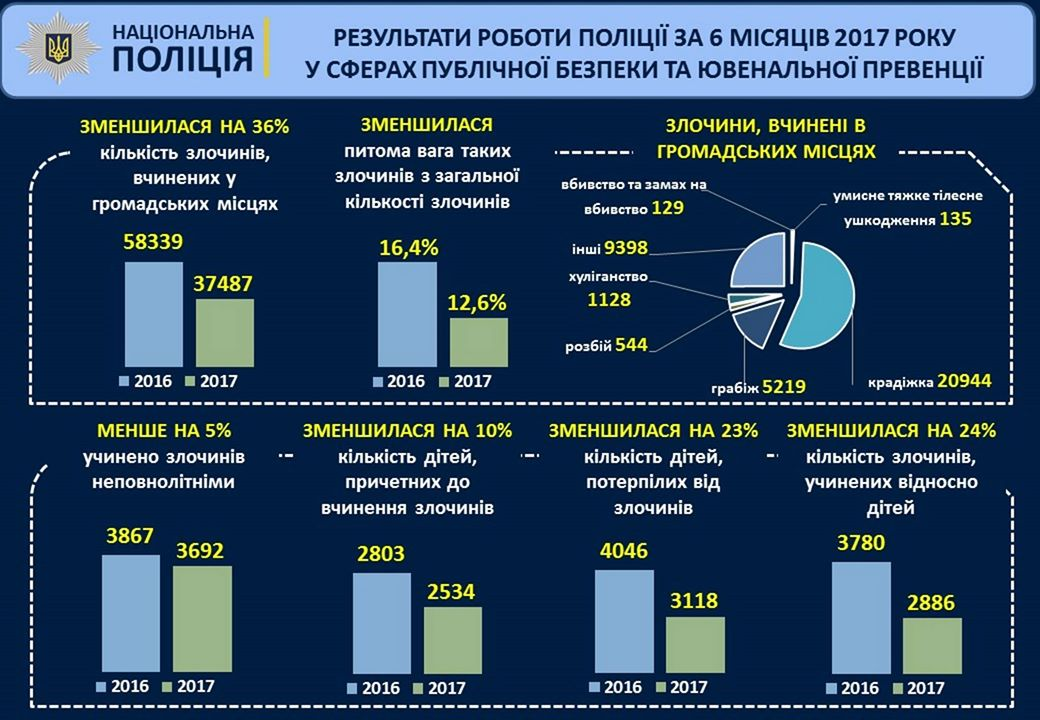 НАЦІОНАЛЬНА
ПОЛІЦІЯ
РЕЗУЛЬТАТИ РОБОТИ ПОЛІЦІЇ ЗА 6 МІСЯЦІВ 2017 РОКУ
У СФЕРАХ ПУБЛІЧНОЇ БЕЗПЕКИ ТА ЮВЕНАЛЬНОЇ ПРЕВЕНЦІЇ
ЗМЕНШИЛАСЯ НА 36%
кількість злочинів,
вчинених у
громадських місцях
58339
37487
2016 2017
ЗМЕНШИЛАСЯ
питома вага таких
злочинів з загальної
кількості злочинів
16,4%
12,6%
2016 2017
ЗЛОЧИНИ, ВЧИНЕНІ В
ГРОМАДСЬКИХ МІСЦЯХ
вбивство та замах на
вбивство 129
умисне тяжке тілесне
ушкодження 135
інші 9398
хуліганство
1128
розбій 544
грабіж 5219
крадіжка 20944
МЕНШЕ НА 5%
учинено злочинів
неповнолітніми
3867
3692
2016 2017
ЗМЕНШИЛАСЯ НА 10%
кількість дітей,
причетних до
вчинення злочинів
2803
2534
2016 2017
ЗМЕНШИЛАСЯ НА 23%
кількість дітей,
потерпілих від
злочинів
4046
3118
2016 2017
ЗМЕНШИЛАСЯ НА 24%
кількість злочинів,
учинених відносно
дітей
3780
2886
2016 2017